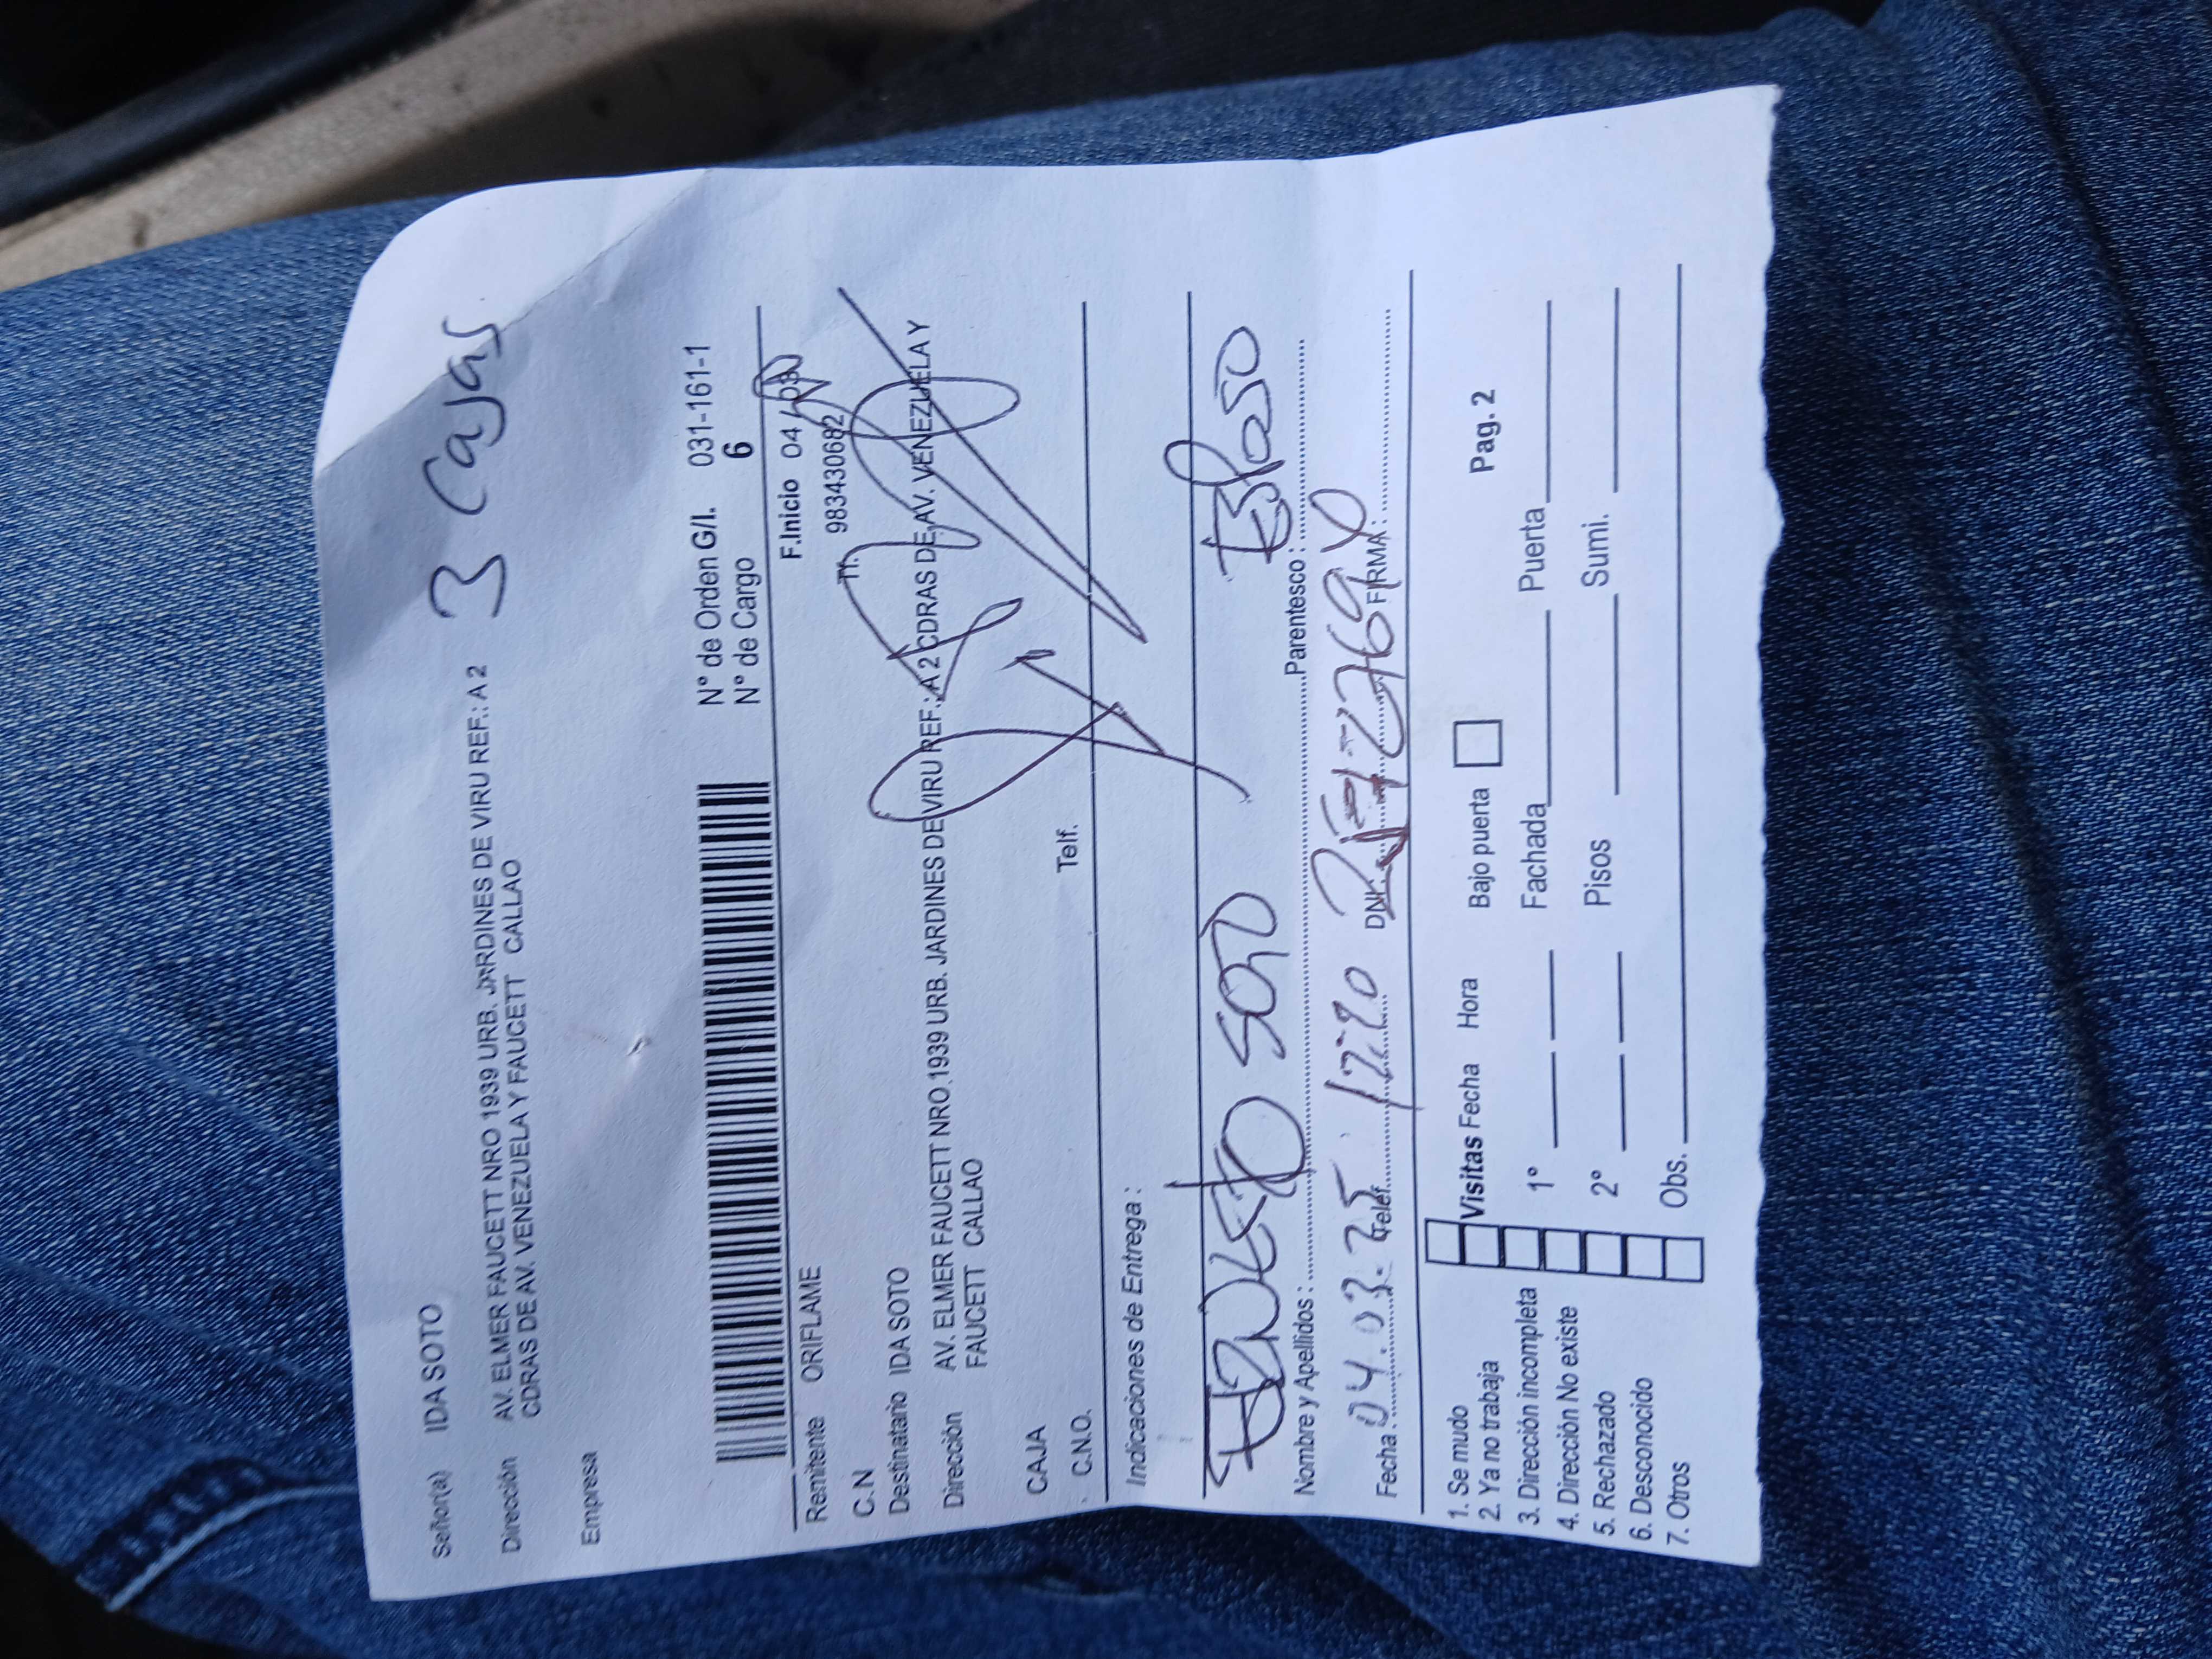 Señor(a) IDA SOTO
3 Cajas
Dirección AV. ELMER FAUCETT NRO 1939 URB. JARDINES DE VIRU REF.: A 2
CDRAS DE AV. VENEZUELA Y FAUCETT CALLAO
Empresa
N° de Orden G/I. 031-161-1
N° de Cargo 6
F.Inicio 04 / 03
Remitente ORIFLAME
C.N Tf. 983430682
Destinatario IDA SOTO
Dirección AV. ELMER FAUCETT NRO 1939 URB. JARDINES DE VIRU REF.: A 2 CDRAS DE AV. VENEZUELA Y
FAUCETT CALLAO
CAJA
C.N.O. Telf.
Indicaciones de Entrega :
SOTO
Nombre y Apellidos : Parentesco : Esposo
Fecha : 04.03.25 Telef. 17:20 DNI: FIRMA :
1. Se mudo Visitas Fecha Hora Bajo puerta Pag. 2
2. Ya no trabaja
3. Dirección incompleta 1° Fachada Puerta
4. Dirección No existe
5. Rechazado 2° Pisos Sumi.
6. Desconocido
7. Otros Obs.